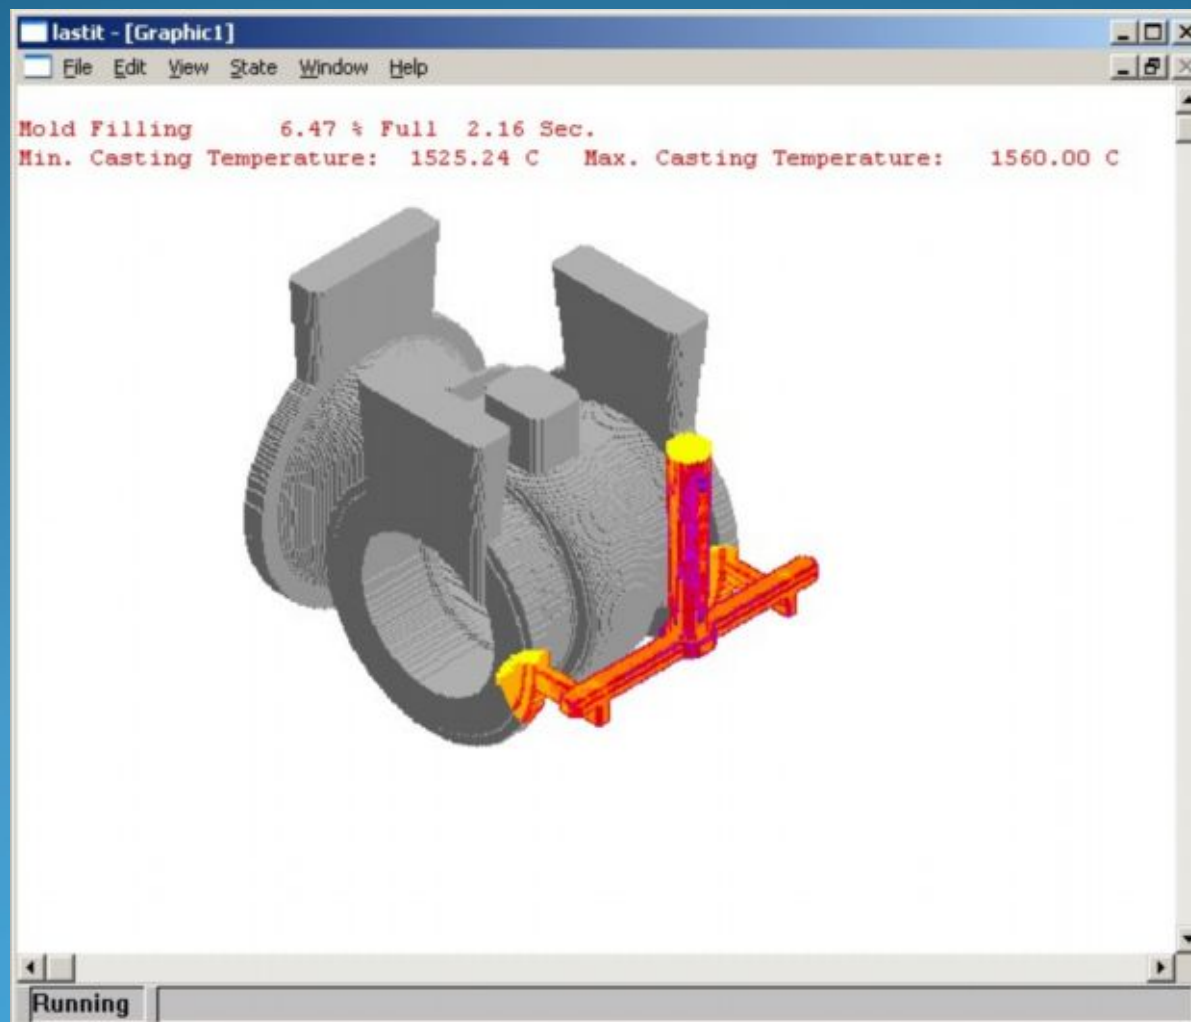 lastit - [Graphic1]
File Edit View State Window Help
Mold Filling 6.47 % Full 2.16 Sec.
Min. Casting Temperature: 1525.24 C Max. Casting Temperature: 1560.00 C
Running